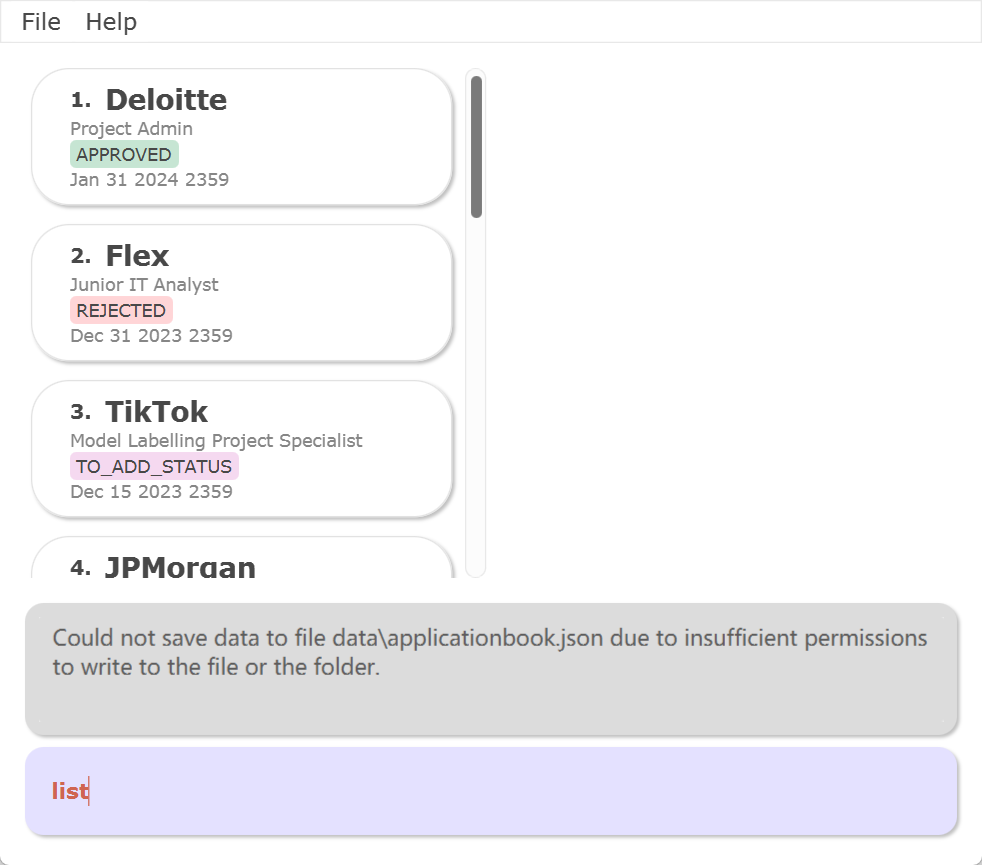 File Help
1. Deloitte
Project Admin
APPROVED
Jan 31 2024 2359
2. Flex
Junior IT Analyst
REJECTED
Dec 31 2023 2359
3. TikTok
Model Labelling Project Specialist
TO_ADD_STATUS
Dec 15 2023 2359
4. JPMorgan
Could not save data to file data\applicationbook.json due to insufficient permissions
to write to the file or the folder.
list